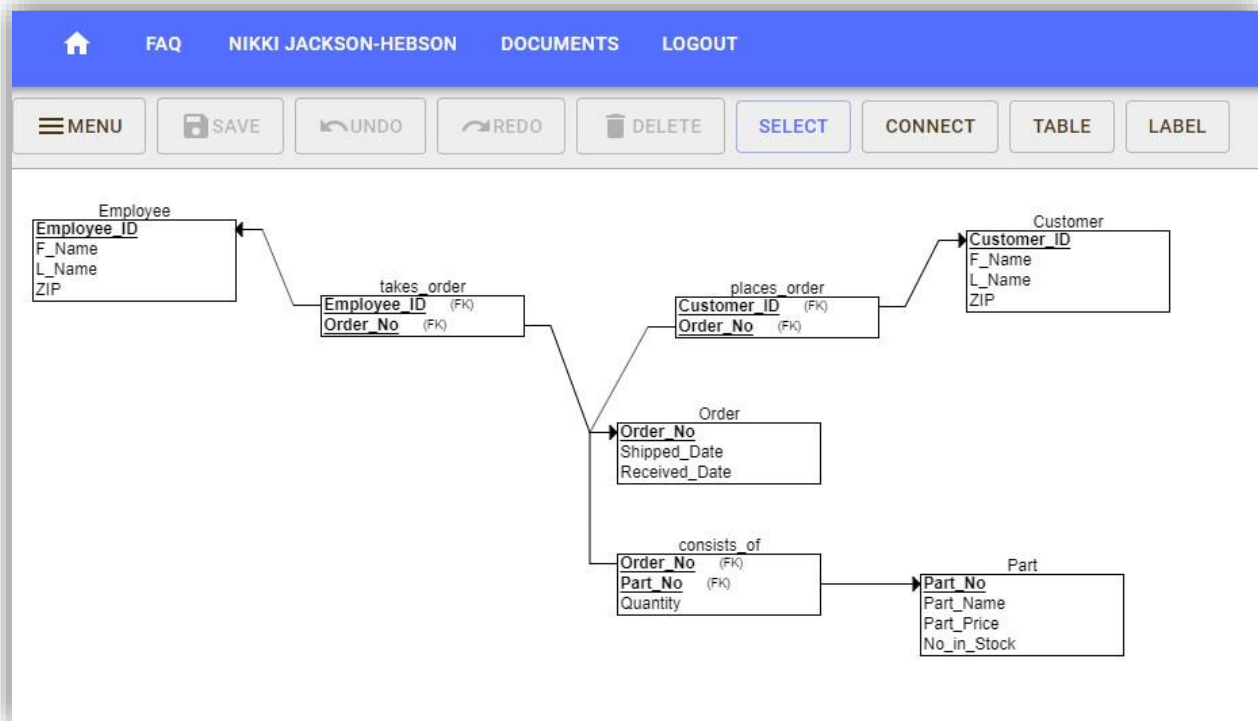 FAQ NIKKI JACKSON-HEBSON DOCUMENTS LOGOUT
MENU SAVE UNDO REDO DELETE SELECT CONNECT TABLE LABEL
Employee
Employee_ID
F_Name
L_Name
ZIP
takes_order
Employee_ID (FK)
Order_No (FK)
places_order
Customer_ID (FK)
Order_No (FK)
Customer
Customer_ID
F_Name
L_Name
ZIP
Order
Order_No
Shipped_Date
Received_Date
consists_of
Order_No (FK)
Part_No (FK)
Quantity
Part
Part_No
Part_Name
Part_Price
No_in_Stock